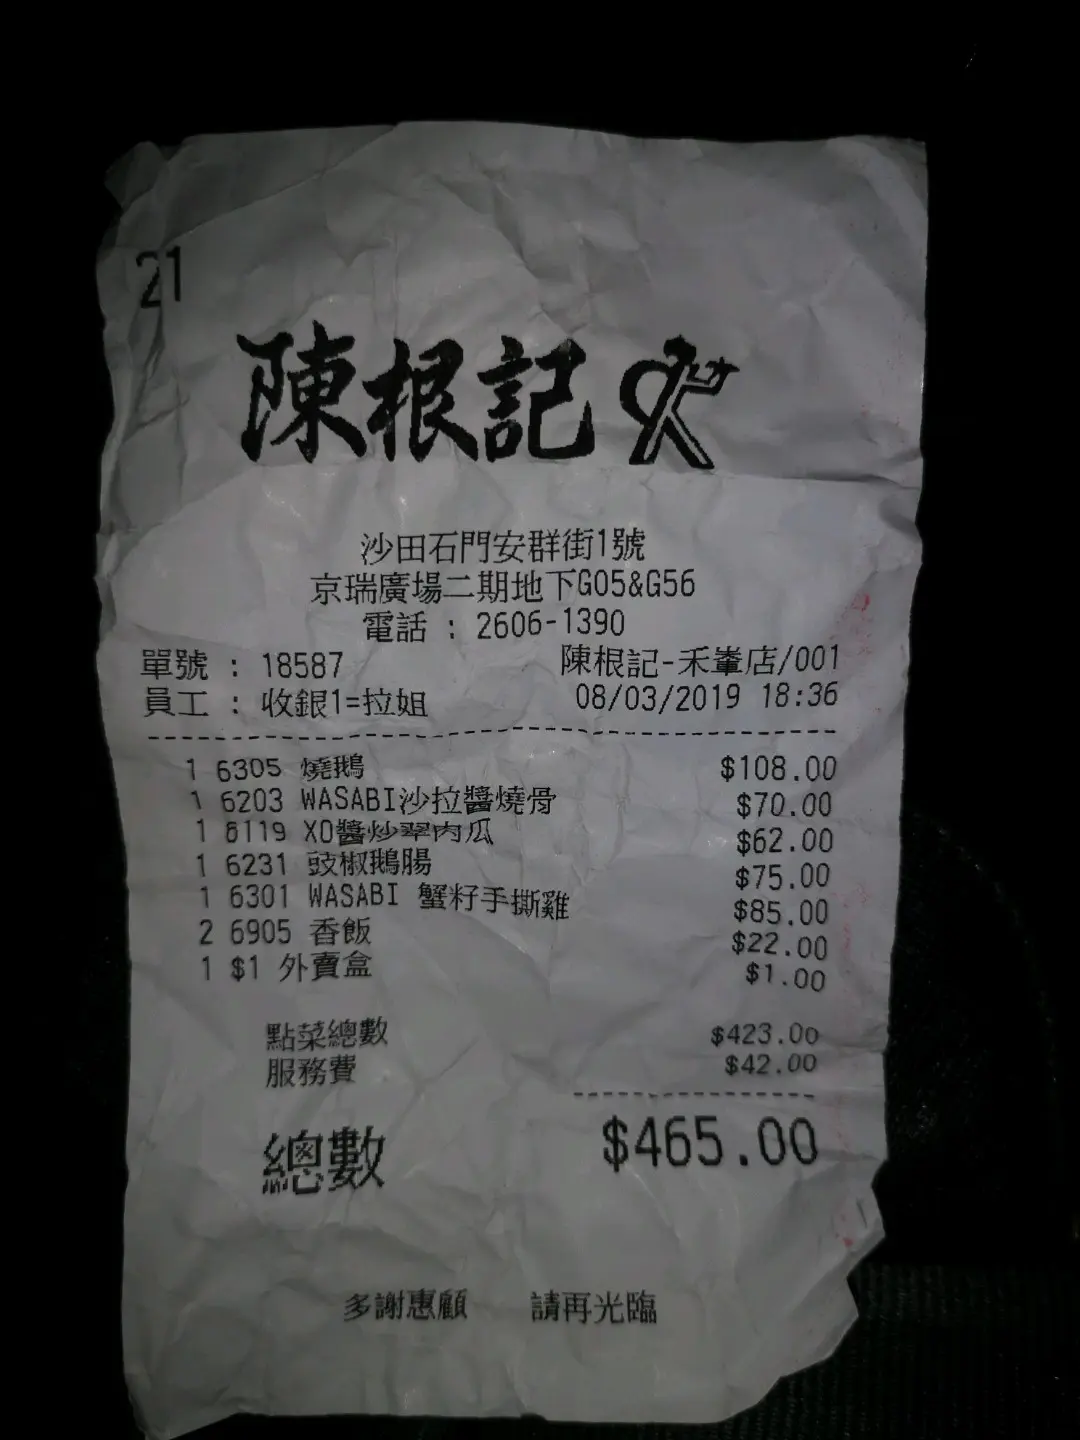 21
陳根記
沙田石門安群街1號
京瑞廣場二期地下G05&G56
電話 : 2606-1390
單號 : 18587 陳根記-禾輋店/001
員工 : 收銀1=拉姐 08/03/2019 18:36
1 6305 燒鵝 $108.00
1 6203 WASABI沙拉醬燒骨 $70.00
1 6119 XO醬炒翠肉瓜 $62.00
1 6231 豉椒鵝腸 $75.00
1 6301 WASABI 蟹籽手撕雞 $85.00
2 6905 香飯 $22.00
1 $1 外賣盒 $1.00
點菜總數 $423.00
服務費 $42.00
總數 $465.00
多謝惠顧 請再光臨